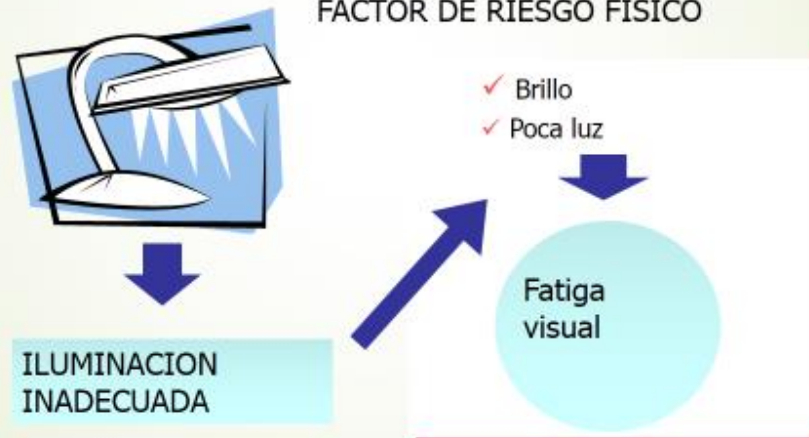 FACTOR DE RIESGO FISICO
Brillo
Poca luz
Fatiga
visual
ILUMINACION
INADECUADA